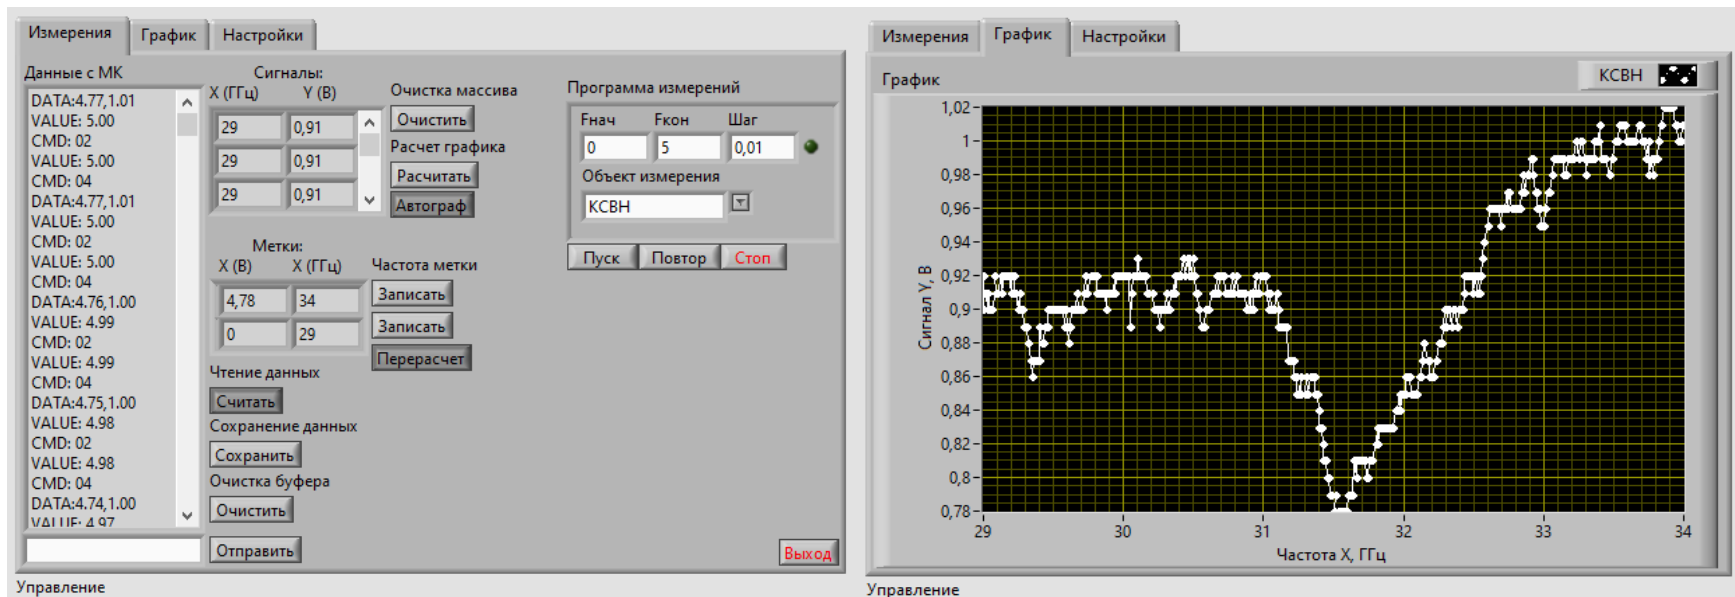 Измерения График Настройки
Данные с МК
DATA:4.77,1.01
VALUE: 5.00
CMD: 02
VALUE: 5.00
CMD: 04
DATA:4.77,1.01
VALUE: 5.00
CMD: 02
VALUE: 5.00
CMD: 04
DATA:4.76,1.00
VALUE: 4.99
CMD: 02
VALUE: 4.99
CMD: 04
DATA:4.75,1.00
VALUE: 4.98
CMD: 02
VALUE: 4.98
CMD: 04
DATA:4.74,1.00
VALUE: 4.97
Сигналы:
X (ГГц) Y (В)
29 0,91
29 0,91
29 0,91
Очистка массива
Очистить
Расчет графика
Расчитать
Автограф
Метки:
X (В) X (ГГц)
4,78 34
0 29
Частота метки
Записать
Записать
Перерасчет
Чтение данных
Считать
Сохранение данных
Сохранить
Очистка буфера
Очистить
Отправить
Программа измерений
Fнач Fкон Шаг
0 5 0,01
Объект измерения
КСВН
Пуск Повтор Стоп
Выход
Управление
Измерения График Настройки
График
КСВН
1,02
1
0,98
0,96
0,94
0,92
0,9
0,88
0,86
0,84
0,82
0,8
0,78
Сигнал Y, В
29 30 31 32 33 34
Частота X, ГГц
Управление